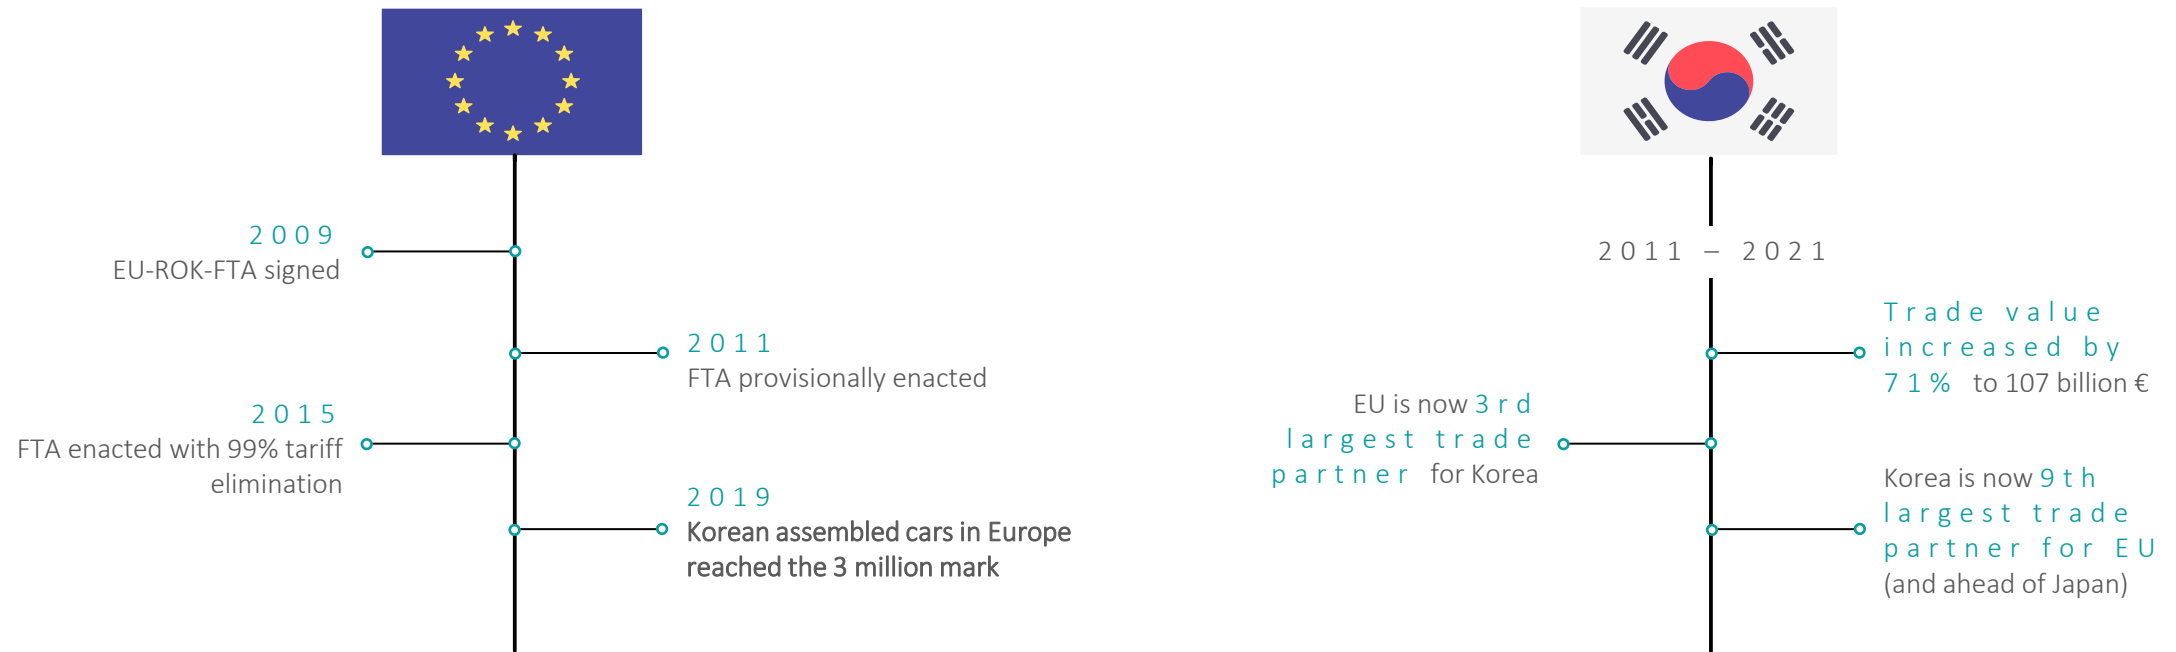 2009
EU-ROK-FTA signed
2011
FTA provisionally enacted
2015
FTA enacted with 99% tariff
elimination
2019
Korean assembled cars in Europe
reached the 3 million mark
2011 – 2021
Trade value
increased by
71% to 107 billion €
EU is now 3rd
largest trade
partner for Korea
Korea is now 9th
largest trade
partner for EU
(and ahead of Japan)